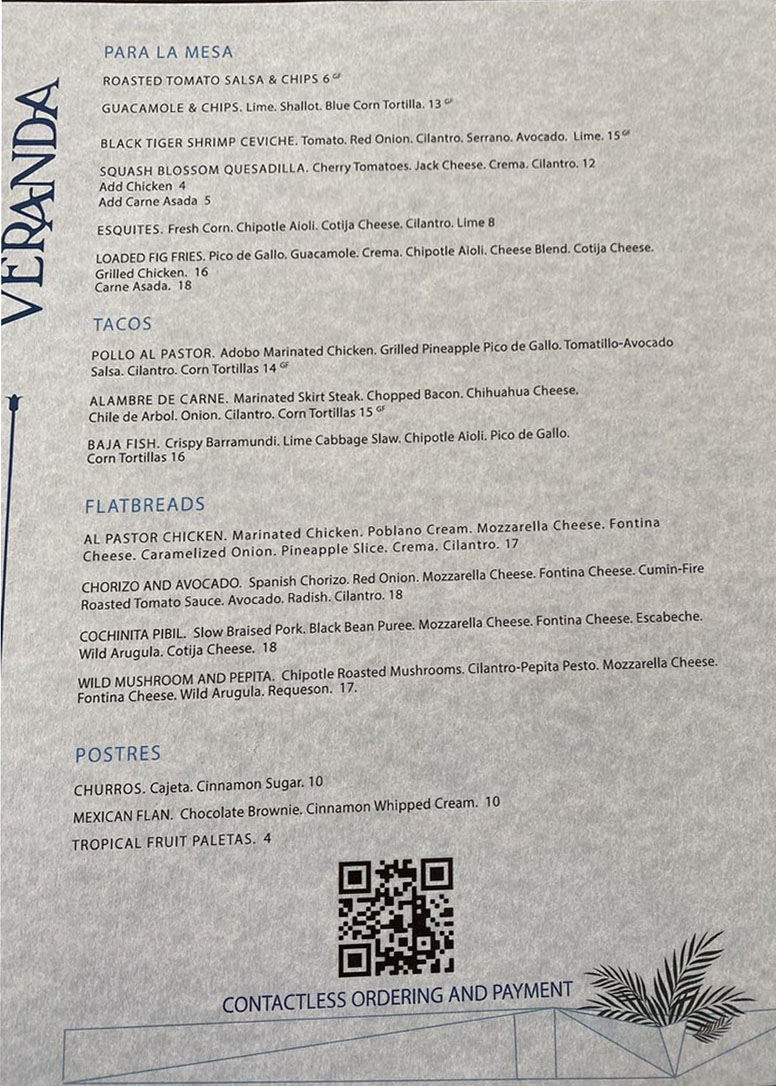 VERANDA
PARA LA MESA
ROASTED TOMATO SALSA & CHIPS 6 GF
GUACAMOLE & CHIPS. Lime. Shallot. Blue Corn Tortilla. 13 GF
BLACK TIGER SHRIMP CEVICHE. Tomato. Red Onion. Cilantro. Serrano. Avocado. Lime. 15 GF
SQUASH BLOSSOM QUESADILLA. Cherry Tomatoes. Jack Cheese. Crema. Cilantro. 12
Add Chicken 4
Add Carne Asada 5
ESQUITES. Fresh Corn. Chipotle Aioli. Cotija Cheese. Cilantro. Lime 8
LOADED FIG FRIES. Pico de Gallo. Guacamole. Crema. Chipotle Aioli. Cheese Blend. Cotija Cheese.
Grilled Chicken. 16
Carne Asada. 18
TACOS
POLLO AL PASTOR. Adobo Marinated Chicken. Grilled Pineapple Pico de Gallo. Tomatillo-Avocado
Salsa. Cilantro. Corn Tortillas 14 GF
ALAMBRE DE CARNE. Marinated Skirt Steak. Chopped Bacon. Chihuahua Cheese.
Chile de Arbol. Onion. Cilantro. Corn Tortillas 15 GF
BAJA FISH. Crispy Barramundi. Lime Cabbage Slaw. Chipotle Aioli. Pico de Gallo.
Corn Tortillas 16
FLATBREADS
AL PASTOR CHICKEN. Marinated Chicken. Poblano Cream. Mozzarella Cheese. Fontina
Cheese. Caramelized Onion. Pineapple Slice. Crema. Cilantro. 17
CHORIZO AND AVOCADO. Spanish Chorizo. Red Onion. Mozzarella Cheese. Fontina Cheese. Cumin-Fire
Roasted Tomato Sauce. Avocado. Radish. Cilantro. 18
COCHINITA PIBIL. Slow Braised Pork. Black Bean Puree. Mozzarella Cheese. Fontina Cheese. Escabeche.
Wild Arugula. Cotija Cheese. 18
WILD MUSHROOM AND PEPITA. Chipotle Roasted Mushrooms. Cilantro-Pepita Pesto. Mozzarella Cheese.
Fontina Cheese. Wild Arugula. Requeson. 17.
POSTRES
CHURROS. Cajeta. Cinnamon Sugar. 10
MEXICAN FLAN. Chocolate Brownie. Cinnamon Whipped Cream. 10
TROPICAL FRUIT PALETAS. 4
CONTACTLESS ORDERING AND PAYMENT